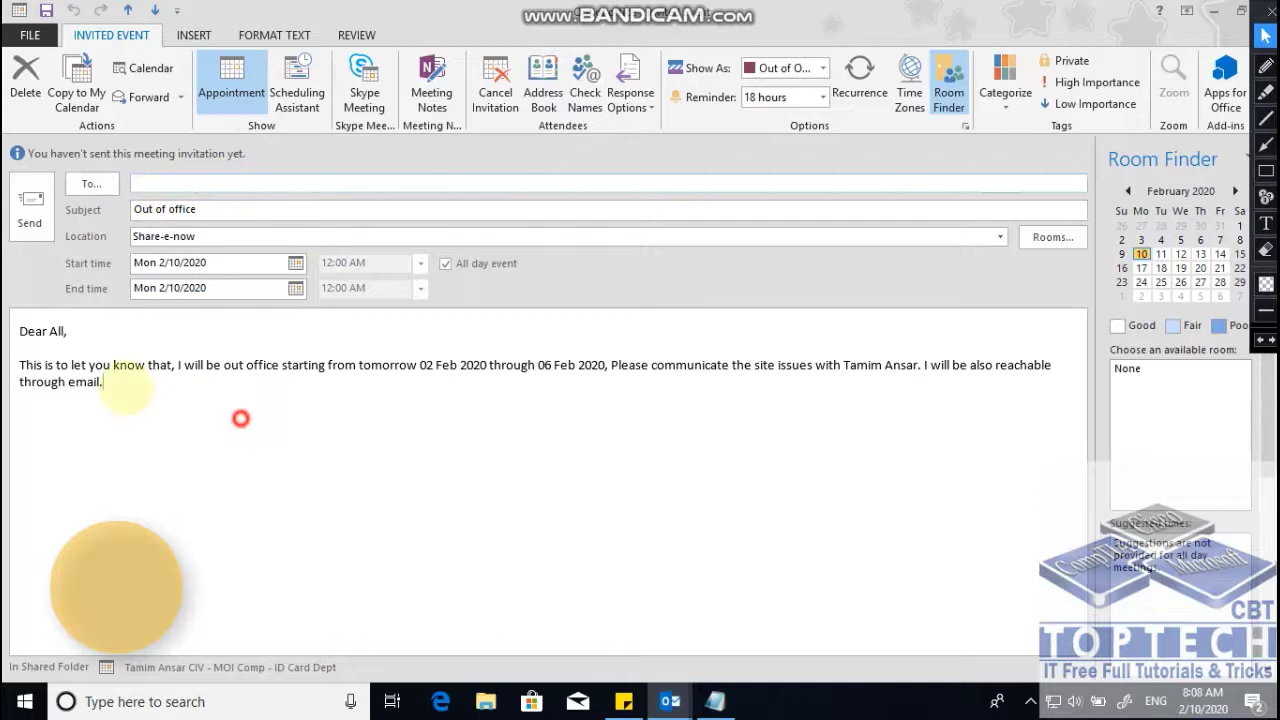 www.BANDICAM.com
FILE INVITED EVENT INSERT FORMAT TEXT REVIEW
Delete Copy to My Calendar Calendar Forward
Actions
Appointment Scheduling Assistant
Show
Skype Meeting
Skype Mee...
Meeting Notes
Meeting N...
Cancel Invitation Address Book Check Names Response Options
Attendees
Show As: Out of O...
Reminder: 18 hours
Recurrence Time Zones Room Finder
Options
Categorize Private
High Importance
Low Importance
Tags
Zoom
Zoom
Apps for Office
Add-ins
You haven't sent this meeting invitation yet.
Send
To...
Subject Out of office
Location Share-e-now Rooms...
Start time Mon 2/10/2020 12:00 AM All day event
End time Mon 2/10/2020 12:00 AM
Dear All,
This is to let you know that, I will be out office starting from tomorrow 02 Feb 2020 through 06 Feb 2020, Please communicate the site issues with Tamim Ansar. I will be also reachable
through email.
Room Finder
February 2020
Su Mo Tu We Th Fr Sa
26 27 28 29 30 31 1
2 3 4 5 6 7 8
9 10 11 12 13 14 15
16 17 18 19 20 21 22
23 24 25 26 27 28 29
1 2 3 4 5 6 7
Good Fair Poo
Choose an available room:
None
Suggested times:
Suggestions are not
provided for all day
meetings.
CompTIA Cisco Microsoft
CBT
TOPTECH
IT Free Full Tutorials & Tricks
In Shared Folder Tamim Ansar CIV - MOI Comp - ID Card Dept
Type here to search
ENG
8:08 AM
2/10/2020
2